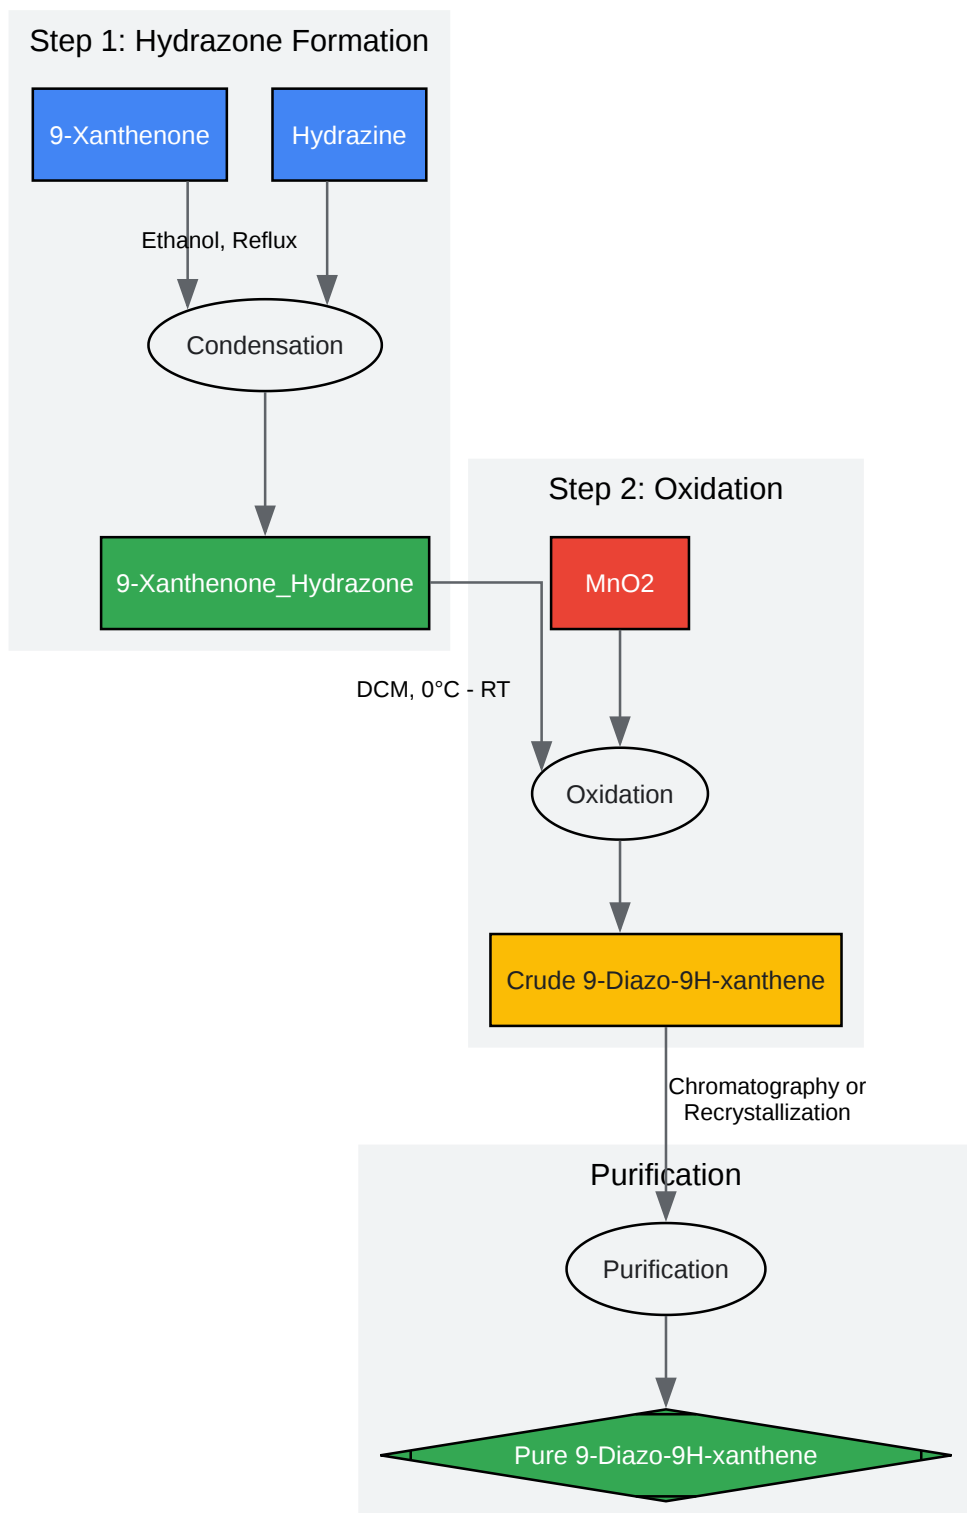 Step 1: Hydrazone Formation
9-Xanthenone
Hydrazine
Ethanol, Reflux
Condensation
9-Xanthenone_Hydrazone
Step 2: Oxidation
MnO2
DCM, 0°C - RT
Oxidation
Crude 9-Diazo-9H-xanthene
Chromatography or
Recrystallization
Purification
Purification
Pure 9-Diazo-9H-xanthene